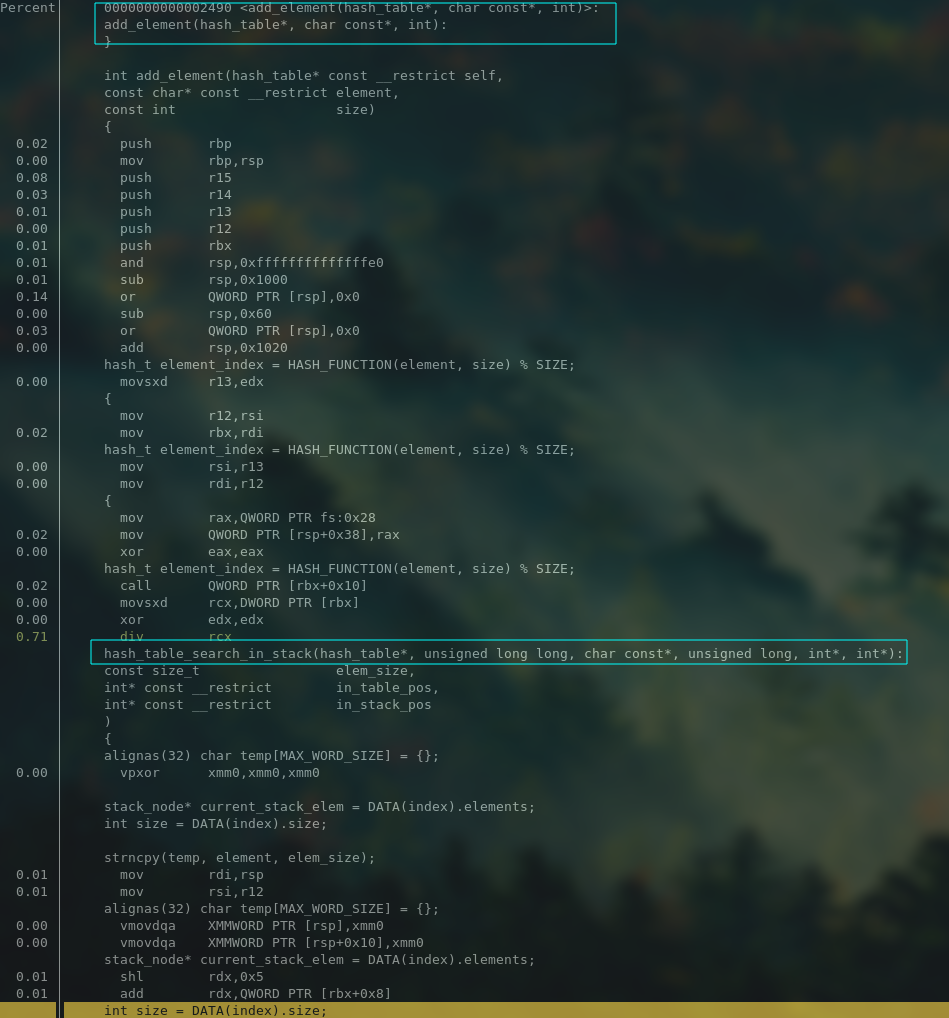 Percent 0000000000002490 <add_element(hash_table*, char const*, int)>:
add_element(hash_table*, char const*, int):
}
int add_element(hash_table* const __restrict self,
const char* const __restrict element,
const int size)
{
0.02 push rbp
0.00 mov rbp,rsp
0.08 push r15
0.03 push r14
0.01 push r13
0.00 push r12
0.01 push rbx
0.01 and rsp,0xffffffffffffffe0
0.01 sub rsp,0x1000
0.14 or QWORD PTR [rsp],0x0
0.00 sub rsp,0x60
0.03 or QWORD PTR [rsp],0x0
0.00 add rsp,0x1020
hash_t element_index = HASH_FUNCTION(element, size) % SIZE;
0.00 movsxd r13,edx
{
mov r12,rsi
0.02 mov rbx,rdi
hash_t element_index = HASH_FUNCTION(element, size) % SIZE;
0.00 mov rsi,r13
0.00 mov rdi,r12
{
mov rax,QWORD PTR fs:0x28
0.02 mov QWORD PTR [rsp+0x38],rax
0.00 xor eax,eax
hash_t element_index = HASH_FUNCTION(element, size) % SIZE;
0.02 call QWORD PTR [rbx+0x10]
0.00 movsxd rcx,DWORD PTR [rbx]
0.00 xor edx,edx
0.71 div rcx
hash_table_search_in_stack(hash_table*, unsigned long long, char const*, unsigned long, int*, int*):
const size_t elem_size,
int* const __restrict in_table_pos,
int* const __restrict in_stack_pos
)
{
alignas(32) char temp[MAX_WORD_SIZE] = {};
0.00 vpxor xmm0,xmm0,xmm0
stack_node* current_stack_elem = DATA(index).elements;
int size = DATA(index).size;
strncpy(temp, element, elem_size);
0.01 mov rdi,rsp
0.01 mov rsi,r12
alignas(32) char temp[MAX_WORD_SIZE] = {};
0.00 vmovdqa XMMWORD PTR [rsp],xmm0
0.00 vmovdqa XMMWORD PTR [rsp+0x10],xmm0
stack_node* current_stack_elem = DATA(index).elements;
0.01 shl rdx,0x5
0.01 add rdx,QWORD PTR [rbx+0x8]
int size = DATA(index).size;